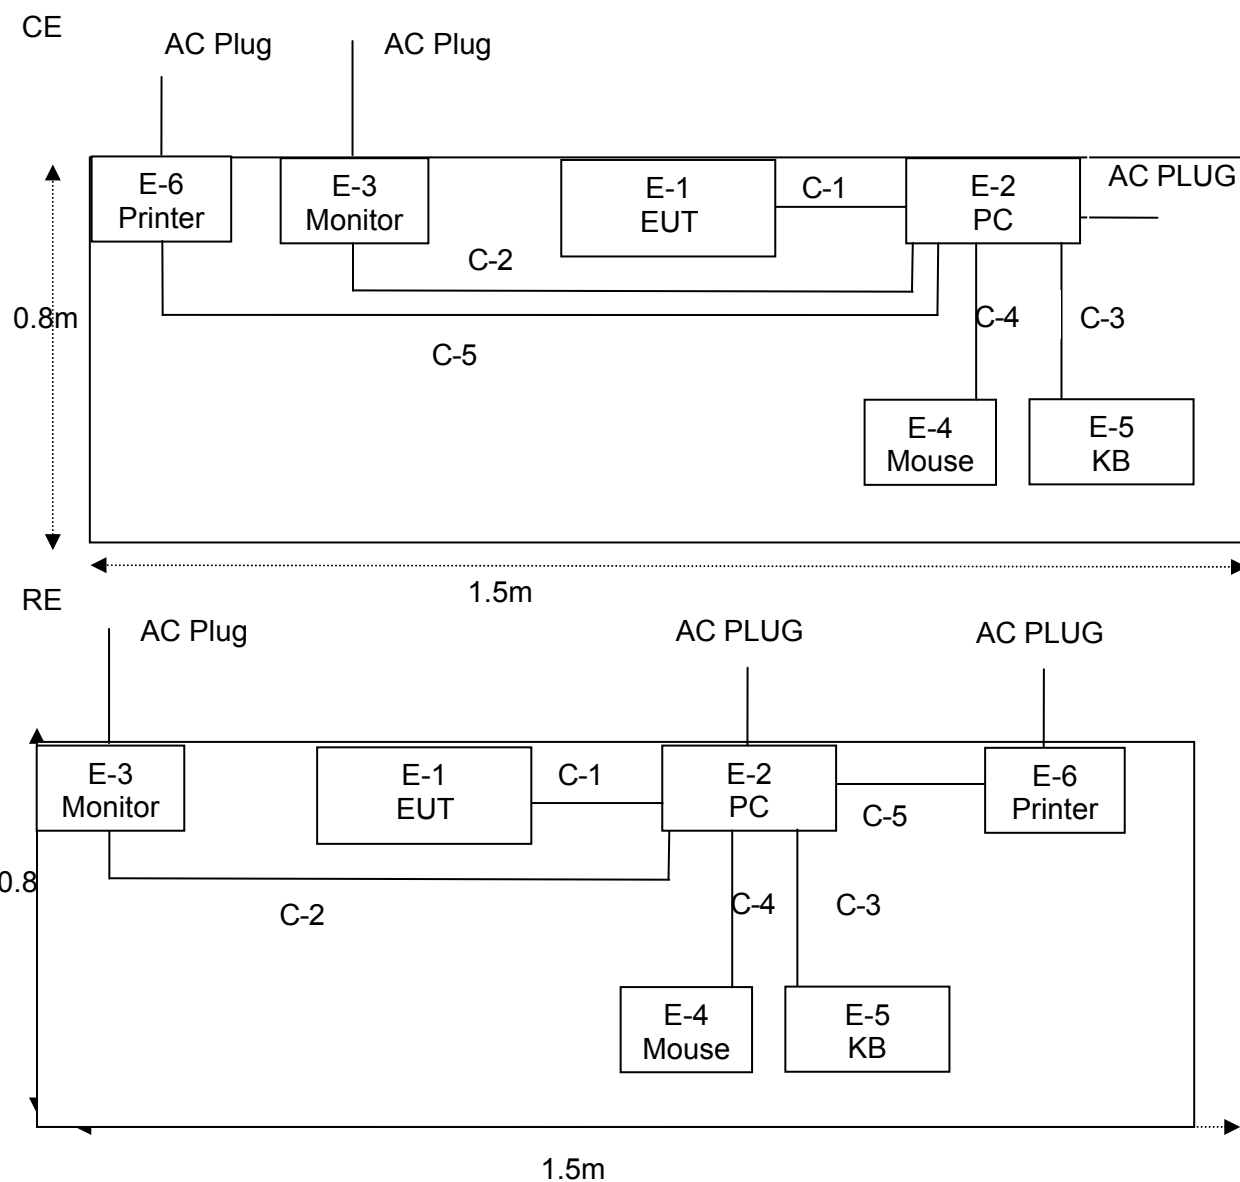 CE
AC Plug
AC Plug
E-6
Printer
E-3
Monitor
E-1
EUT
C-1
E-2
PC
AC PLUG
C-2
0.8m
C-4
C-3
C-5
E-4
Mouse
E-5
KB
1.5m
RE
AC Plug
AC PLUG
AC PLUG
E-3
Monitor
E-1
EUT
C-1
E-2
PC
C-5
E-6
Printer
0.8
C-2
C-4
C-3
E-4
Mouse
E-5
KB
1.5m